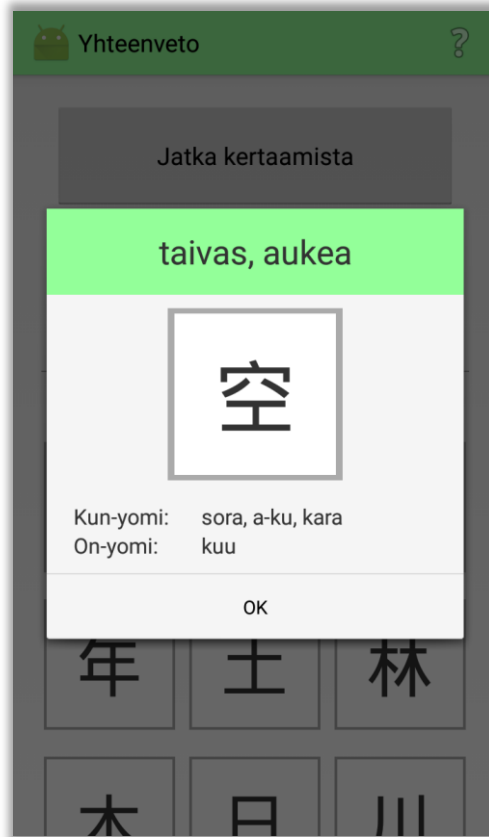 Yhteenveto ?
Jatka kertaamista
taivas, aukea
空
Kun-yomi: sora, a-ku, kara
On-yomi: kuu
OK
年 土 林
木 日 川